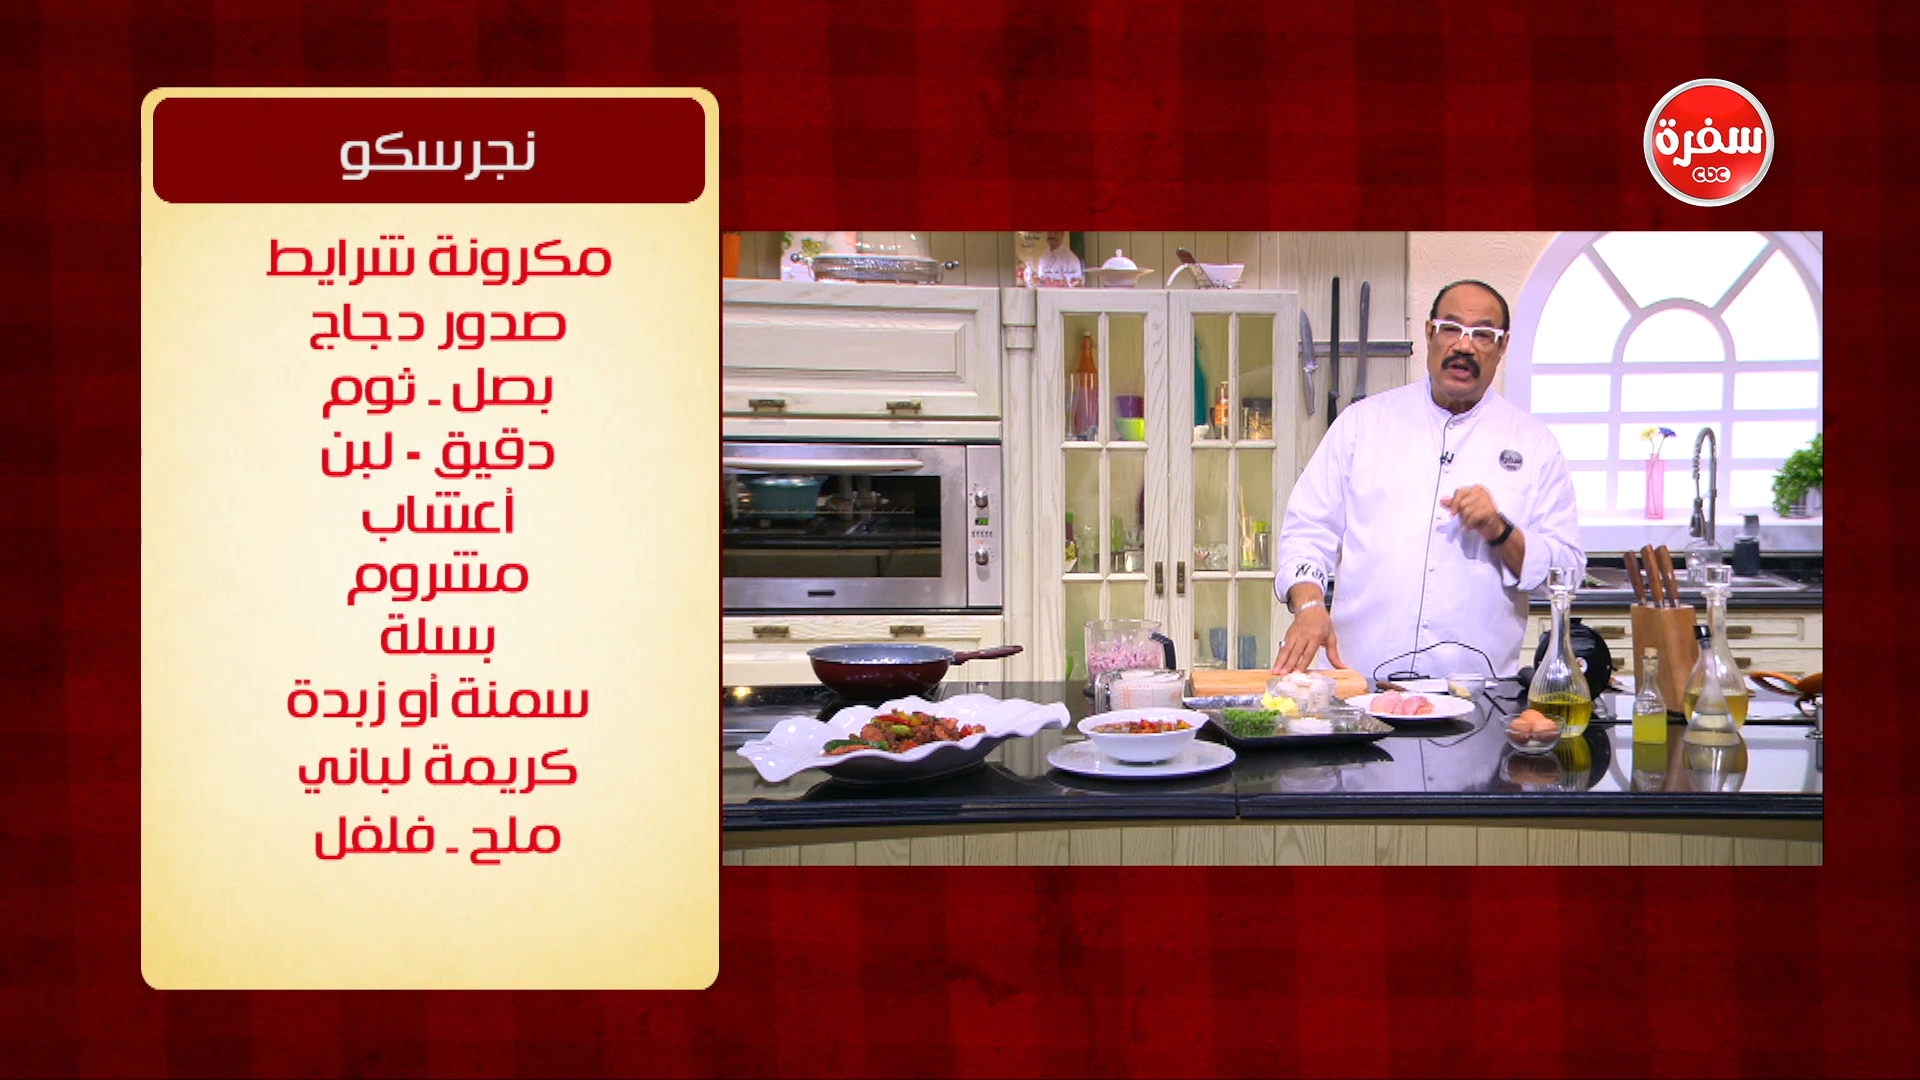 نجرسكو
مكرونة شرايط
صدور دجاج
بصل - ثوم
دقيق - لبن
أعشاب
مشروم
بسلة
سمنة أو زبدة
كريمة لباني
ملح - فلفل
سفرة
cbc
سفرة